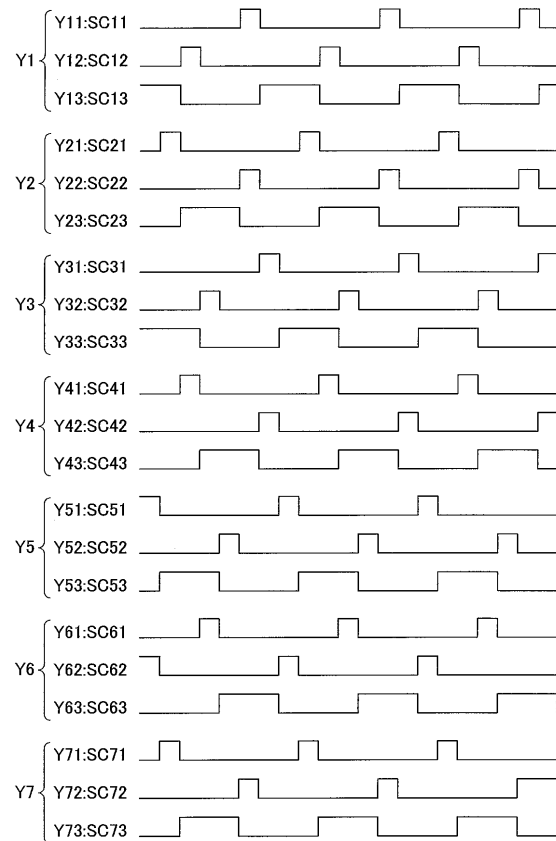 Y11:SC11
Y1 Y12:SC12
Y13:SC13
Y21:SC21
Y2 Y22:SC22
Y23:SC23
Y31:SC31
Y3 Y32:SC32
Y33:SC33
Y41:SC41
Y4 Y42:SC42
Y43:SC43
Y51:SC51
Y5 Y52:SC52
Y53:SC53
Y61:SC61
Y6 Y62:SC62
Y63:SC63
Y71:SC71
Y7 Y72:SC72
Y73:SC73